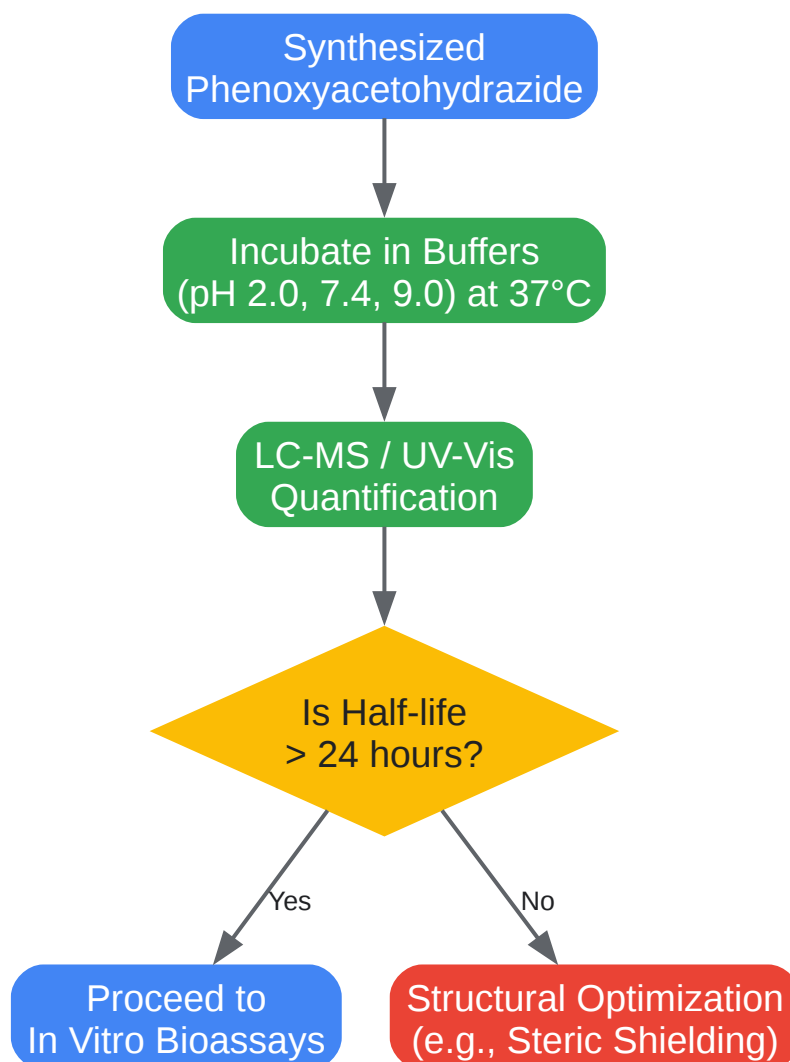 Synthesized
Phenoxyacetohydrazide
Incubate in Buffers
(pH 2.0, 7.4, 9.0) at 37°C
LC-MS / UV-Vis
Quantification
Is Half-life
> 24 hours?
Yes
No
Proceed to
In Vitro Bioassays
Structural Optimization
(e.g., Steric Shielding)